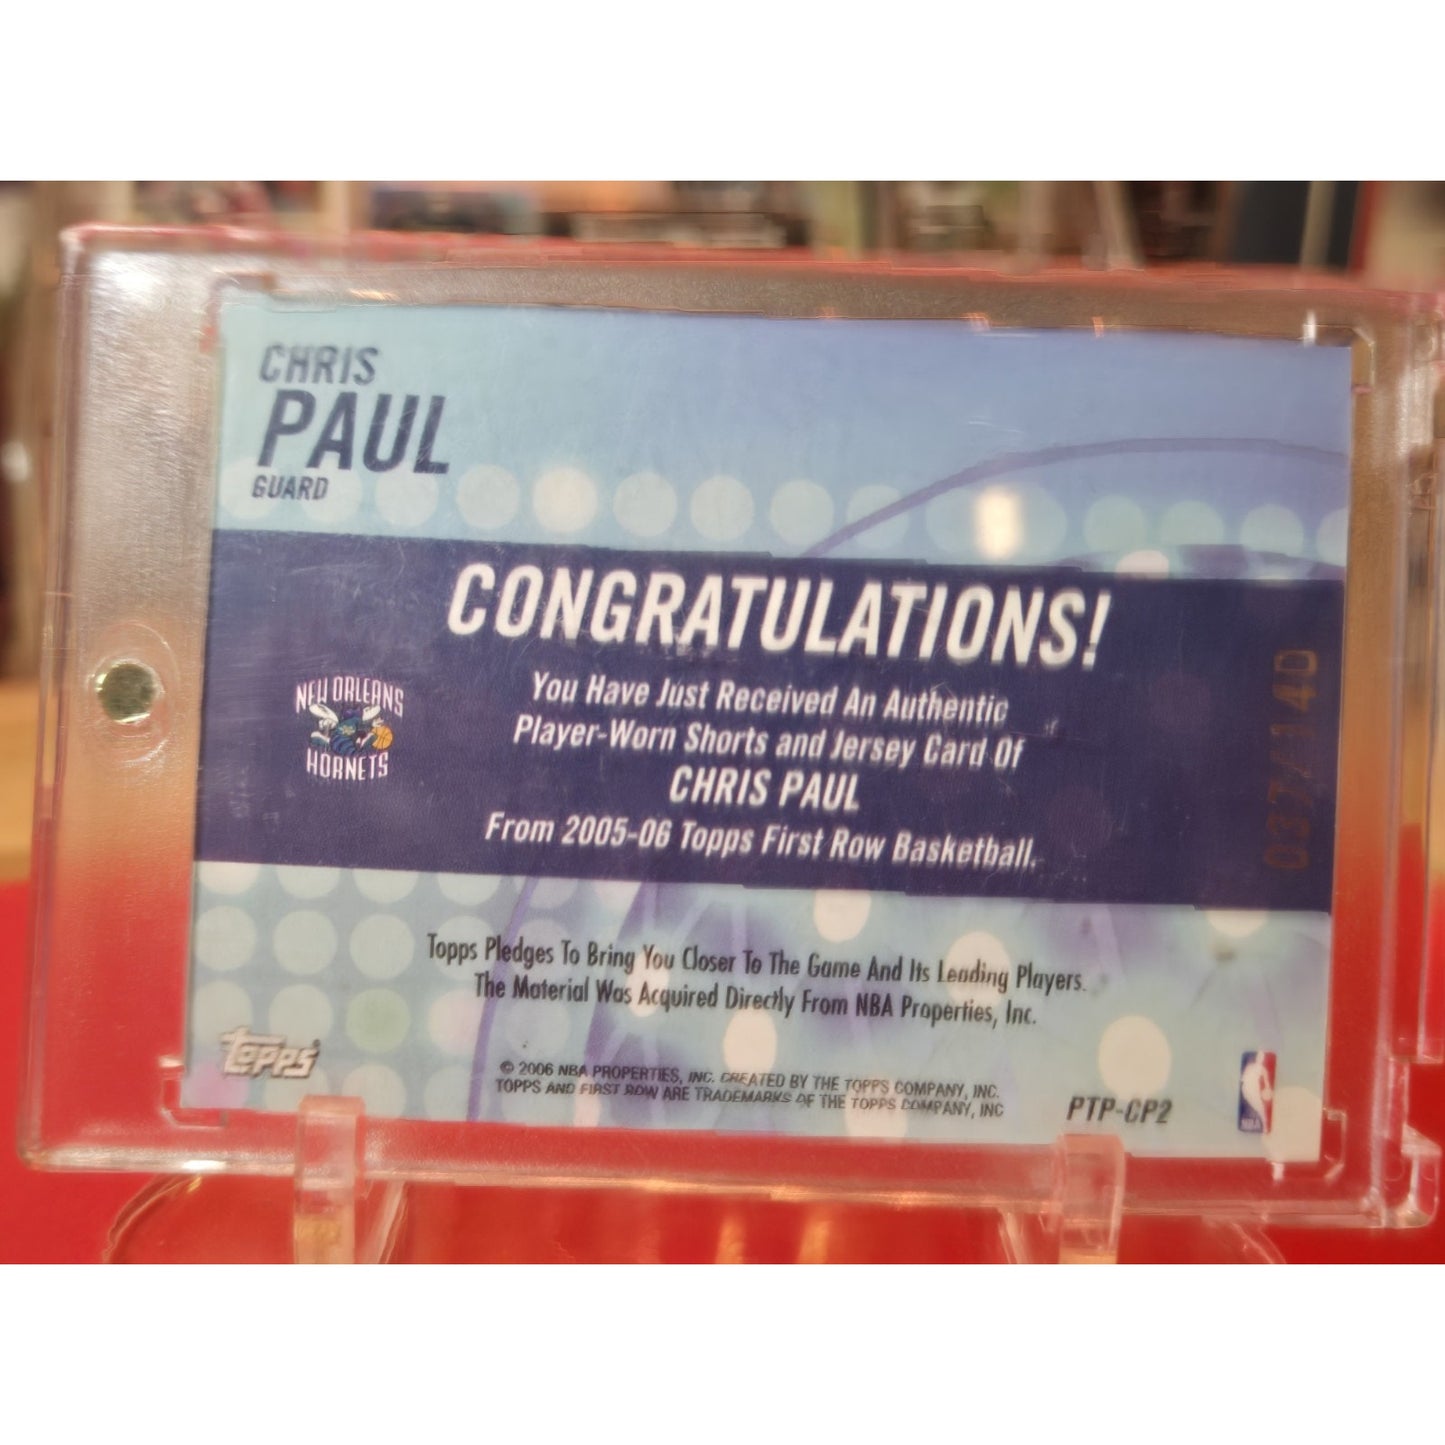 CHRIS
PAUL
GUARD
CONGRATULATIONS!
You Have Just Received An Authentic
Player-Worn Shorts and Jersey Card Of
CHRIS PAUL
From 2005-06 Topps First Row Basketball.
NEW ORLEANS
HORNETS
037/140
Topps Pledges To Bring You Closer To The Game And Its Leading Players.
The Material Was Acquired Directly From NBA Properties, Inc.
topps
© 2006 NBA PROPERTIES, INC. CREATED BY THE TOPPS COMPANY, INC.
TOPPS AND FIRST ROW ARE TRADEMARKS OF THE TOPPS COMPANY, INC
PTP-CP2
NBA